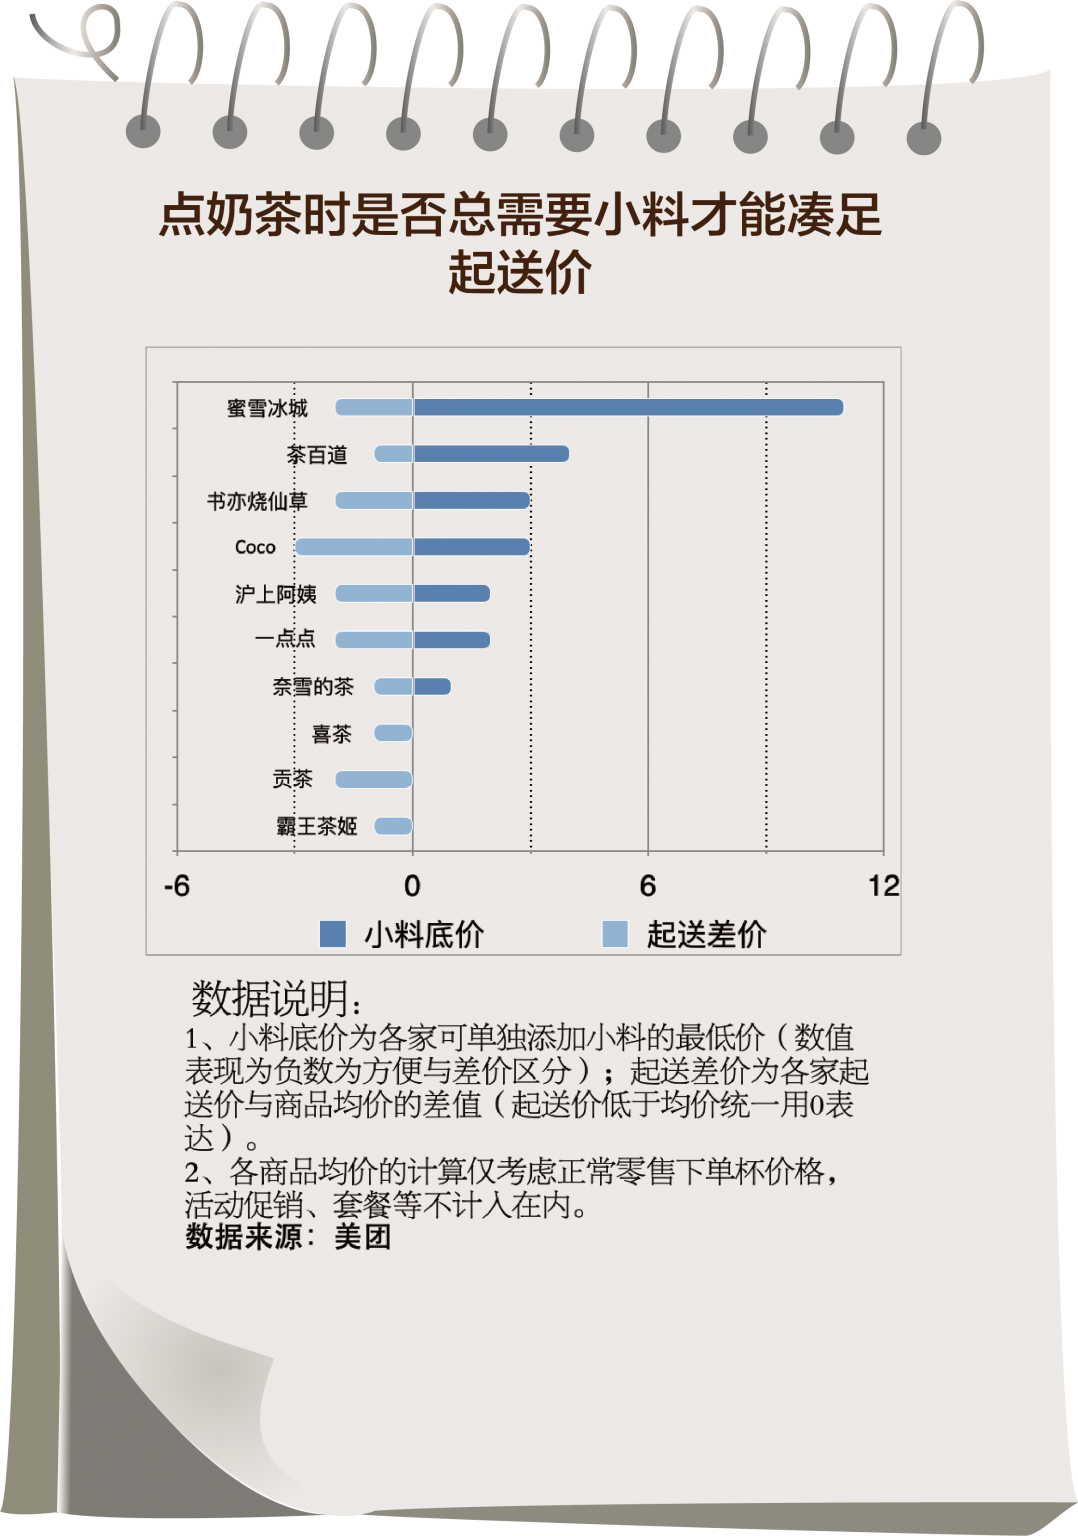 点奶茶时是否总需要小料才能凑足
起送价
蜜雪冰城
茶百道
书亦烧仙草
Coco
沪上阿姨
一点点
奈雪的茶
喜茶
贡茶
霸王茶姬
-6 0 6 12
小料底价 起送差价
数据说明：
1、小料底价为各家可单独添加小料的最低价（数值
表现为负数为方便与差价区分）；起送差价为各家起
送价与商品均价的差值（起送价低于均价统一用0表
达）。
2、各商品均价的计算仅考虑正常零售下单杯价格，
活动促销、套餐等不计入在内。
数据来源：美团